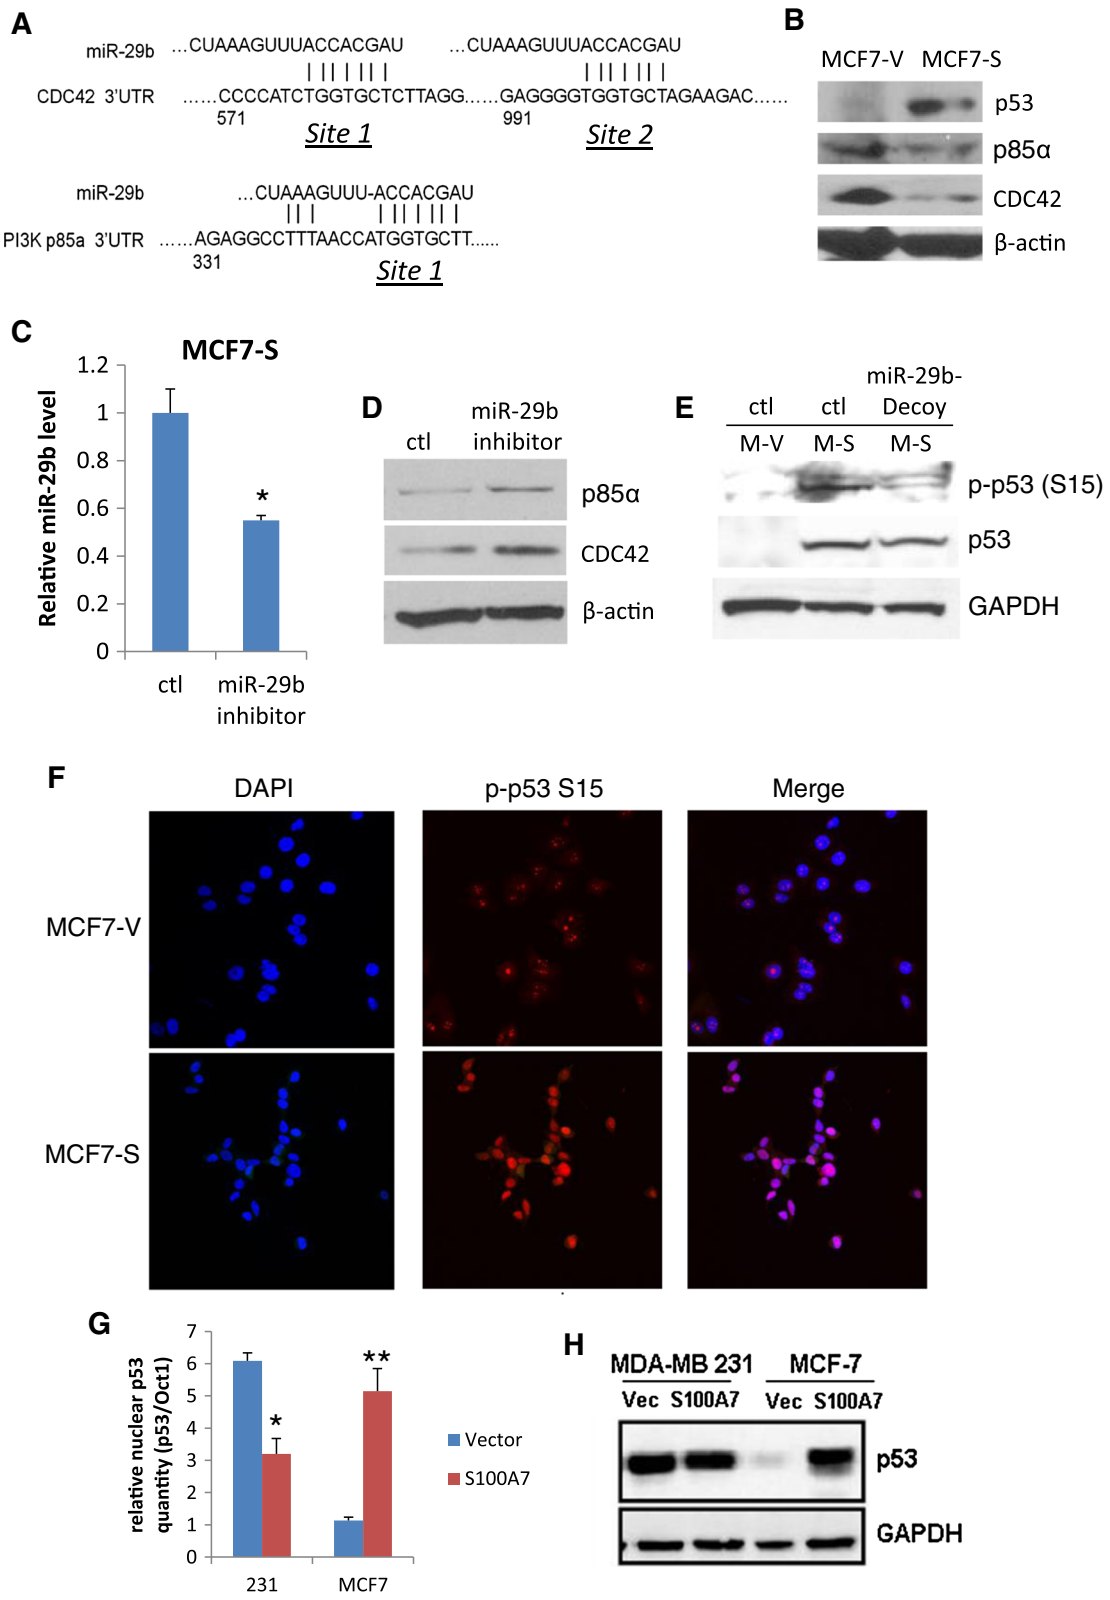 A
miR-29b ...CUAAAGUUUACCACGAU ...CUAAAGUUUACCACGAU
CDC42 3'UTR ......CCCCATCTGGTGCTCTTAGG......GAGGGGTGGTGCTAGAAGAC......
571 991
Site 1 Site 2
miR-29b ...CUAAAGUUU-ACCACGAU
PI3K p85a 3'UTR ......AGAGGCCTTTAACCATGGTGCTT......
331
Site 1
B
MCF7-V MCF7-S
p53
p85α
CDC42
β-actin
C
MCF7-S
Relative miR-29b level
1.2
1
0.8
0.6
0.4
0.2
0
*
ctl miR-29b
inhibitor
D
ctl miR-29b
inhibitor
p85α
CDC42
β-actin
E
ctl ctl miR-29b-
Decoy
M-V M-S M-S
p-p53 (S15)
p53
GAPDH
F
DAPI p-p53 S15 Merge
MCF7-V
MCF7-S
G
relative nuclear p53
quantity (p53/Oct1)
7
6
5
4
3
2
1
0
*
**
231 MCF7
Vector
S100A7
H
MDA-MB 231 MCF-7
Vec S100A7 Vec S100A7
p53
GAPDH